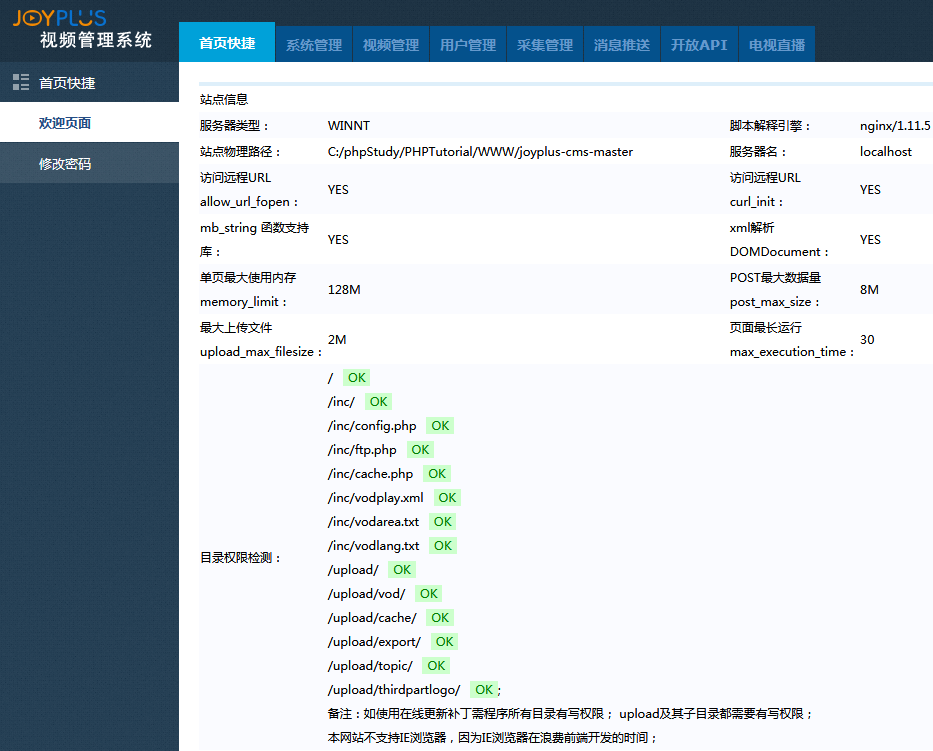 JOYPLUS
视频管理系统
首页快捷 系统管理 视频管理 用户管理 采集管理 消息推送 开放API 电视直播
首页快捷
欢迎页面
修改密码
站点信息
服务器类型： WINNT 脚本解释引擎： nginx/1.11.5
站点物理路径： C:/phpStudy/PHPTutorial/WWW/joyplus-cms-master 服务器名： localhost
访问远程URL
allow_url_fopen： YES 访问远程URL
curl_init： YES
mb_string 函数支持
库： YES xml解析
DOMDocument： YES
单页最大使用内存
memory_limit： 128M POST最大数据量
post_max_size： 8M
最大上传文件
upload_max_filesize： 2M 页面最长运行
max_execution_time： 30
目录权限检测：
/ OK
/inc/ OK
/inc/config.php OK
/inc/ftp.php OK
/inc/cache.php OK
/inc/vodplay.xml OK
/inc/vodarea.txt OK
/inc/vodlang.txt OK
/upload/ OK
/upload/vod/ OK
/upload/cache/ OK
/upload/export/ OK
/upload/topic/ OK
/upload/thirdpartlogo/ OK；
备注：如使用在线更新补丁需程序所有目录有写权限； upload及其子目录都需要有写权限；
本网站不支持IE浏览器，因为IE浏览器在浪费前端开发的时间；